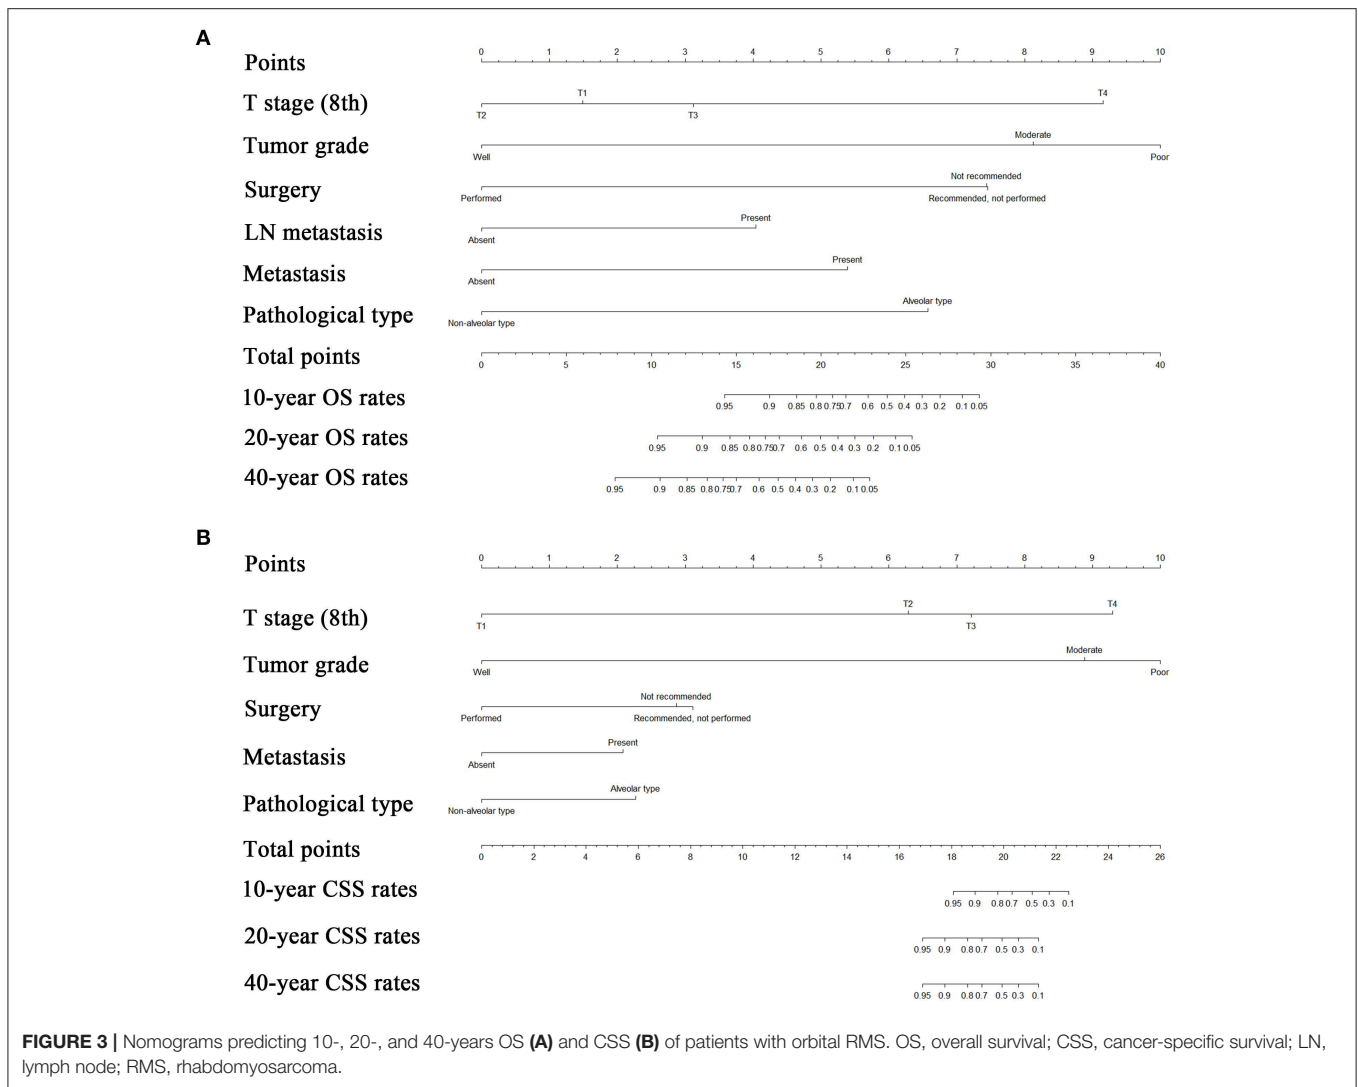 A
Points 0 1 2 3 4 5 6 7 8 9 10
T1 T4
T stage (8th)
T2 T3
Moderate
Tumor grade
Well Poor
Not recommended
Surgery
Performed Recommended, not performed
Present
LN metastasis
Absent
Present
Metastasis
Absent
Alveolar type
Pathological type
Non-alveolar type
Total points
0 5 10 15 20 25 30 35 40
10-year OS rates
0.95 0.9 0.85 0.8 0.75 0.7 0.6 0.5 0.4 0.3 0.2 0.1 0.05
20-year OS rates
0.95 0.9 0.85 0.8 0.75 0.7 0.6 0.5 0.4 0.3 0.2 0.1 0.05
40-year OS rates
0.95 0.9 0.85 0.8 0.75 0.7 0.6 0.5 0.4 0.3 0.2 0.1 0.05
B
Points 0 1 2 3 4 5 6 7 8 9 10
T2 T4
T stage (8th)
T1 T3
Moderate
Tumor grade
Well Poor
Not recommended
Surgery
Performed Recommended, not performed
Present
Metastasis
Absent
Alveolar type
Pathological type
Non-alveolar type
Total points
0 2 4 6 8 10 12 14 16 18 20 22 24 26
10-year CSS rates
0.95 0.9 0.8 0.7 0.5 0.3 0.1
20-year CSS rates
0.95 0.9 0.8 0.7 0.5 0.3 0.1
40-year CSS rates
0.95 0.9 0.8 0.7 0.5 0.3 0.1
FIGURE 3 | Nomograms predicting 10-, 20-, and 40-years OS (A) and CSS (B) of patients with orbital RMS. OS, overall survival; CSS, cancer-specific survival; LN,
lymph node; RMS, rhabdomyosarcoma.